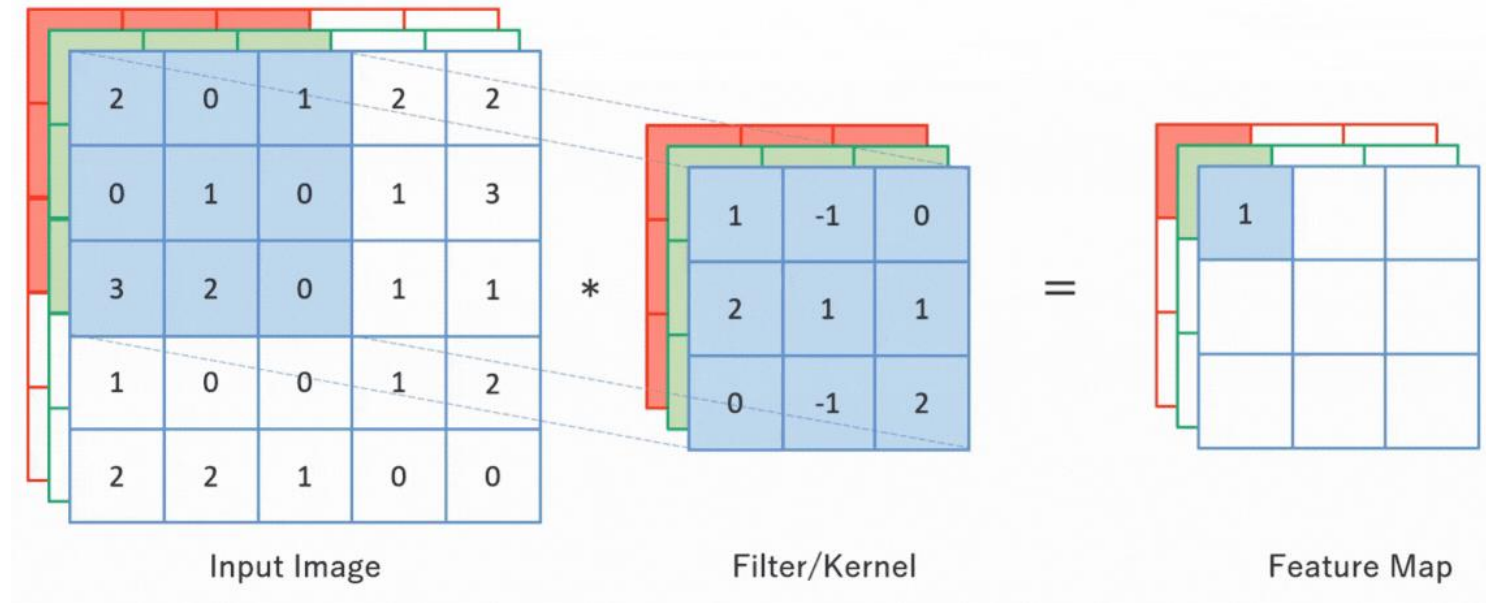 2 0 1 2 2
0 1 0 1 3
3 2 0 1 1
1 0 0 1 2
2 2 1 0 0
*
1 -1 0
2 1 1
0 -1 2
=
1
Input Image
Filter/Kernel
Feature Map